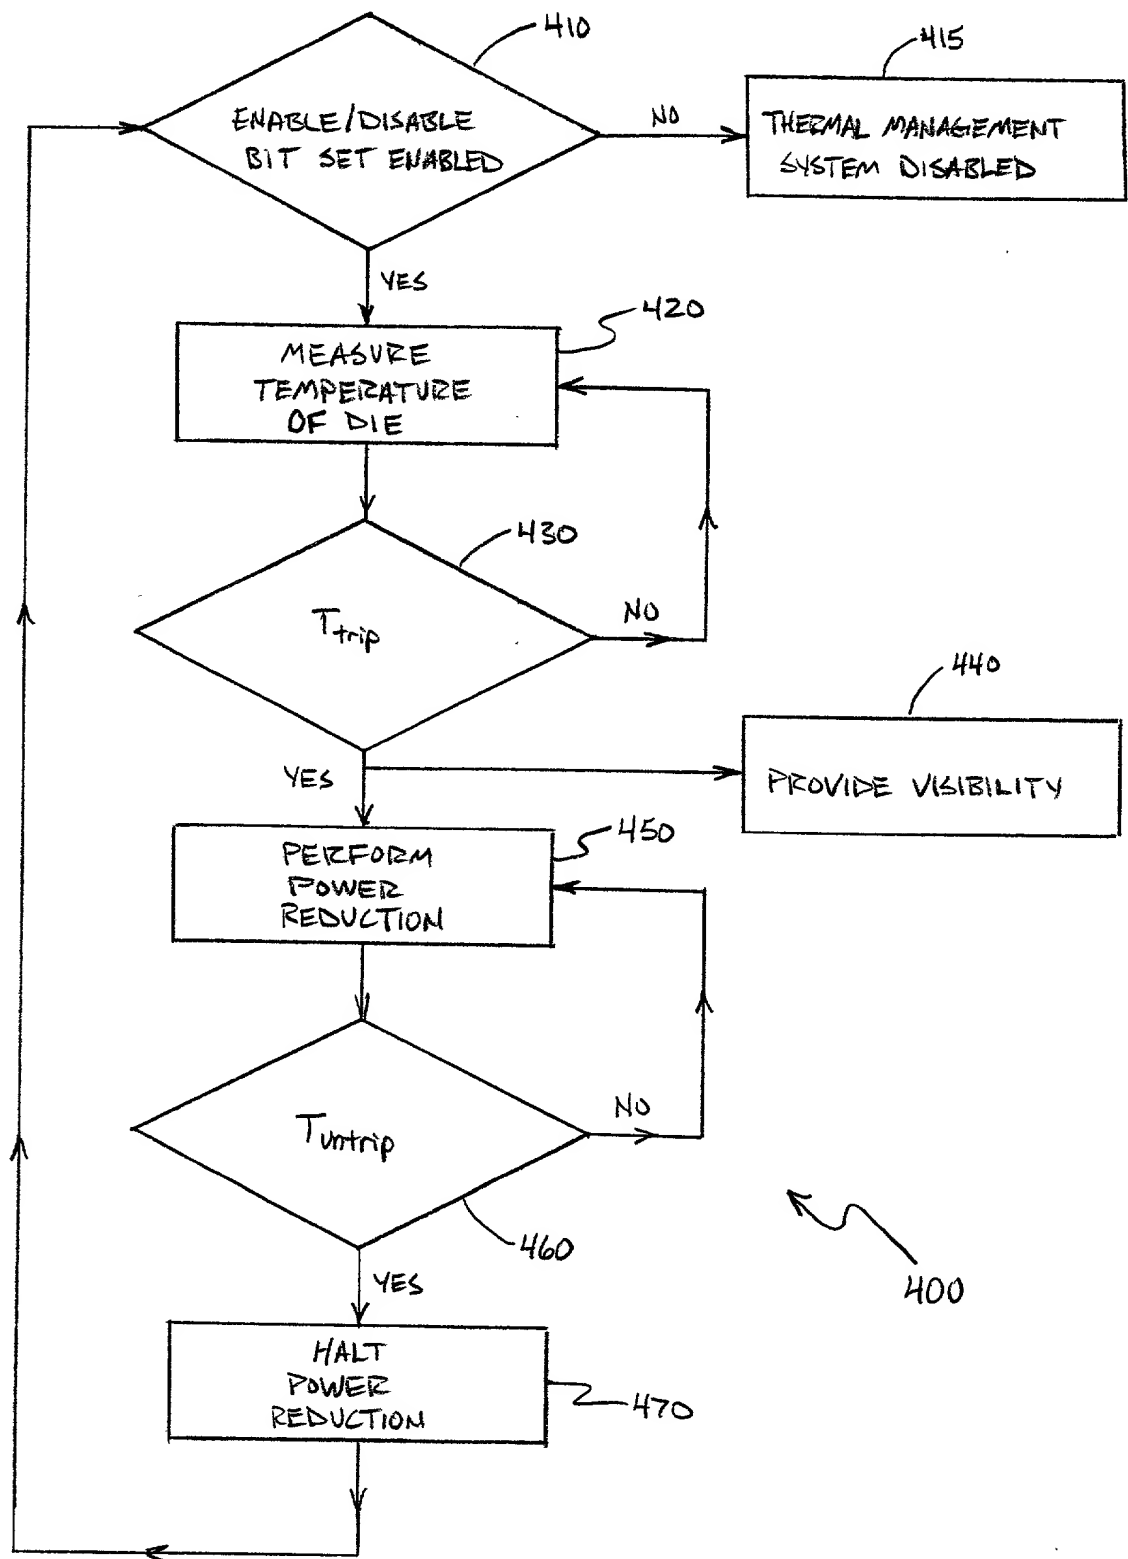 410
415
ENABLE/DISABLE
BIT SET ENABLED
NO
THERMAL MANAGEMENT
SYSTEM DISABLED
YES
420
MEASURE
TEMPERATURE
OF DIE
430
Ttrip
NO
440
YES
PROVIDE VISIBILITY
450
PERFORM
POWER
REDUCTION
NO
Tuntrip
460
400
YES
HALT
POWER
REDUCTION
470